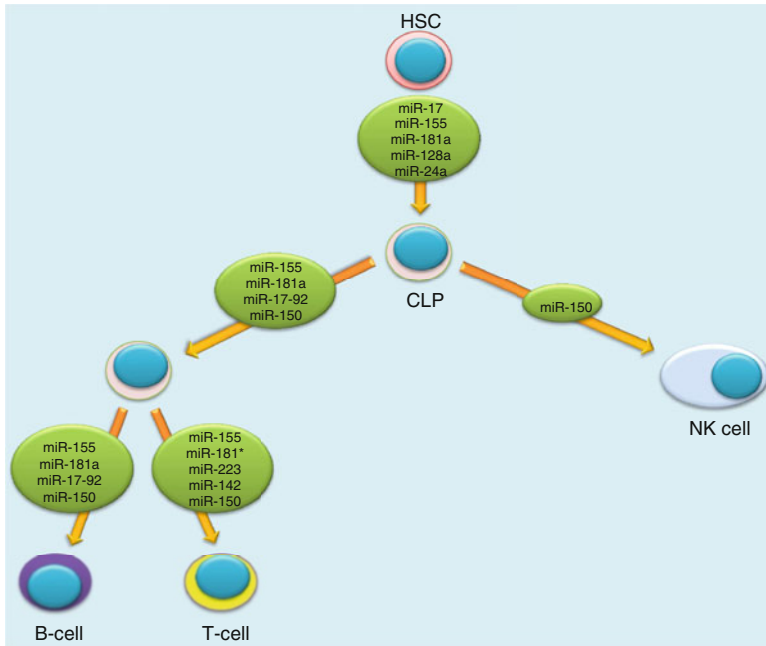 HSC
miR-17
miR-155
miR-181a
miR-128a
miR-24a
CLP
miR-155
miR-181a
miR-17-92
miR-150
miR-150
NK cell
miR-155
miR-181a
miR-17-92
miR-150
miR-155
miR-181*
miR-223
miR-142
miR-150
B-cell
T-cell